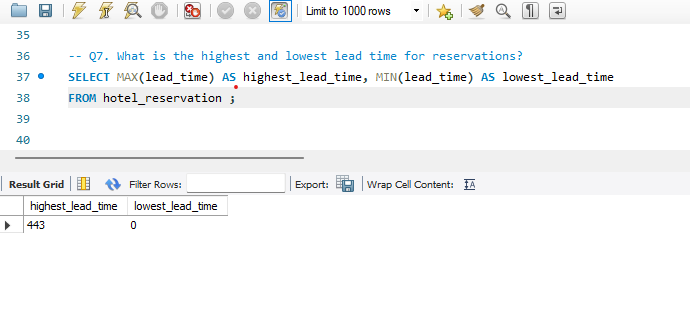 Limit to 1000 rows
35
36 -- Q7. What is the highest and lowest lead time for reservations?
37 SELECT MAX(lead_time) AS highest_lead_time, MIN(lead_time) AS lowest_lead_time
38 FROM hotel_reservation ;
39
40
Result Grid Filter Rows: Export: Wrap Cell Content: IA
highest_lead_time lowest_lead_time
443 0